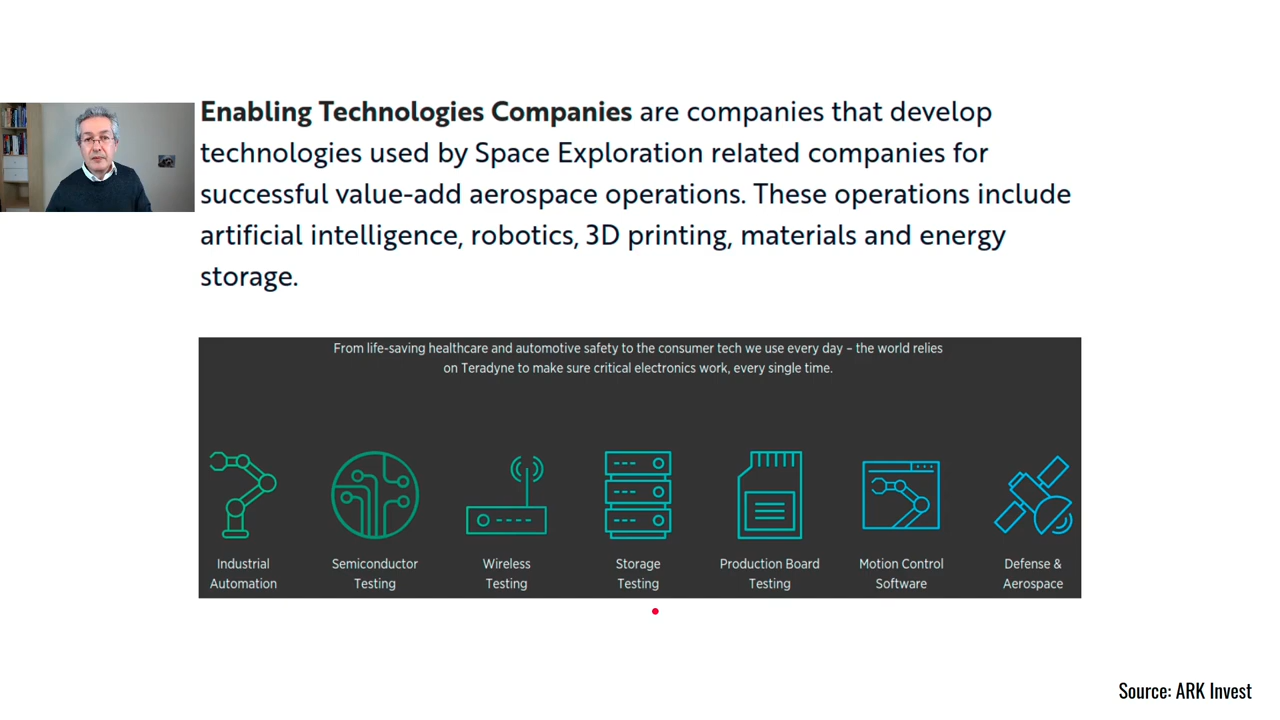 Enabling Technologies Companies are companies that develop
technologies used by Space Exploration related companies for
successful value-add aerospace operations. These operations include
artificial intelligence, robotics, 3D printing, materials and energy
storage.
From life-saving healthcare and automotive safety to the consumer tech we use every day – the world relies
on Teradyne to make sure critical electronics work, every single time.
Industrial
Automation
Semiconductor
Testing
Wireless
Testing
Storage
Testing
Production Board
Testing
Motion Control
Software
Defense &
Aerospace
Source: ARK Invest